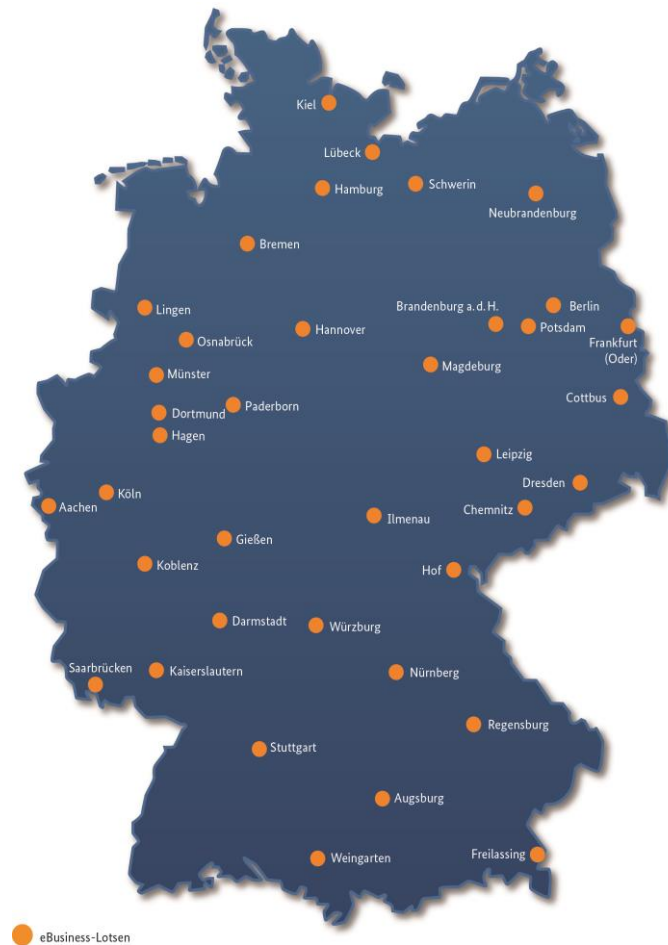 Kiel
Lübeck
Hamburg
Schwerin
Neubrandenburg
Bremen
Lingen
Osnabrück
Hannover
Brandenburg a. d. H.
Berlin
Potsdam
Frankfurt
(Oder)
Münster
Magdeburg
Dortmund
Paderborn
Cottbus
Hagen
Leipzig
Dresden
Köln
Aachen
Ilmenau
Chemnitz
Gießen
Koblenz
Hof
Darmstadt
Würzburg
Saarbrücken
Kaiserslautern
Nürnberg
Regensburg
Stuttgart
Augsburg
Weingarten
Freilassing
eBusiness-Lotsen